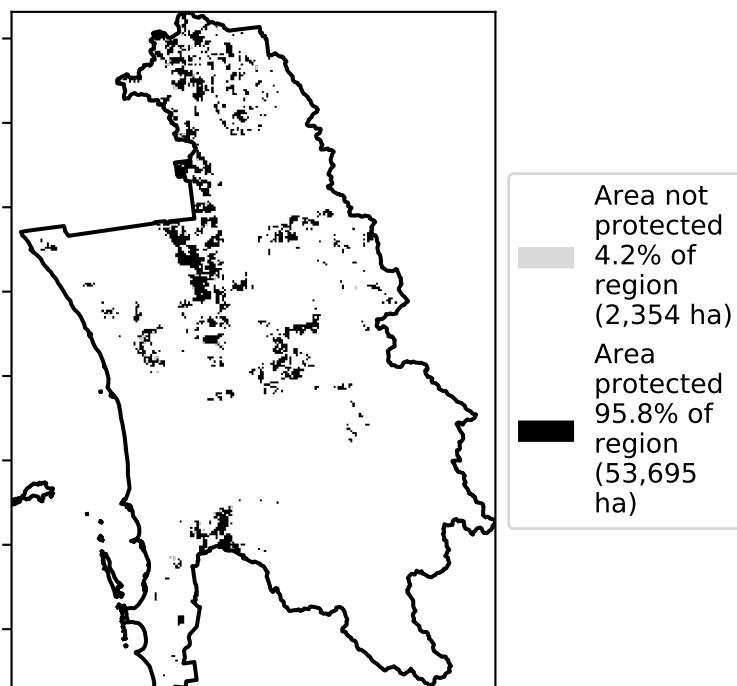 Area not
protected
4.2% of
region
(2,354 ha)
Area
protected
95.8% of
region
(53,695
ha)